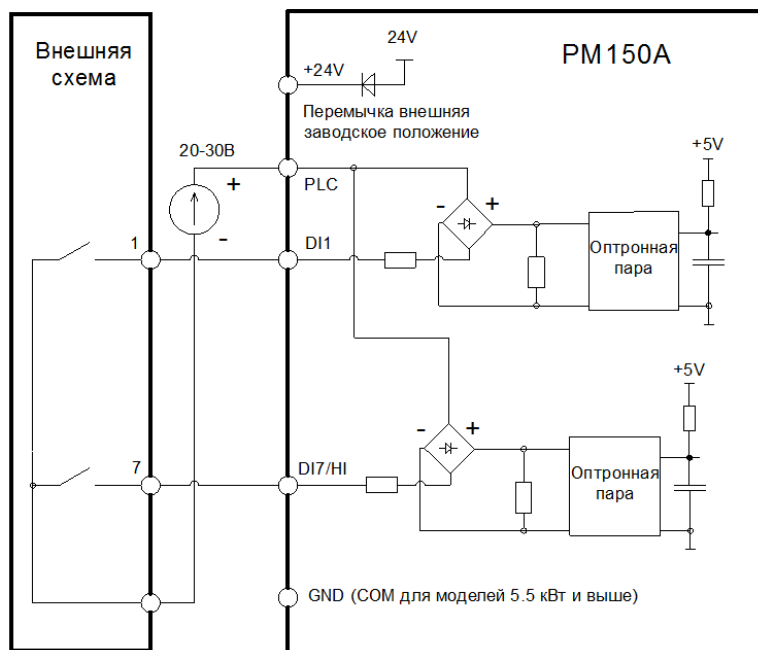 Внешняя
схема
24V
+24V
PM150A
Перемычка внешняя
заводское положение
20-30В
+
-
PLC
1
DI1
-
+
+5V
Оптронная
пара
7
DI7/HI
-
+
+5V
Оптронная
пара
GND (COM для моделей 5.5 кВт и выше)